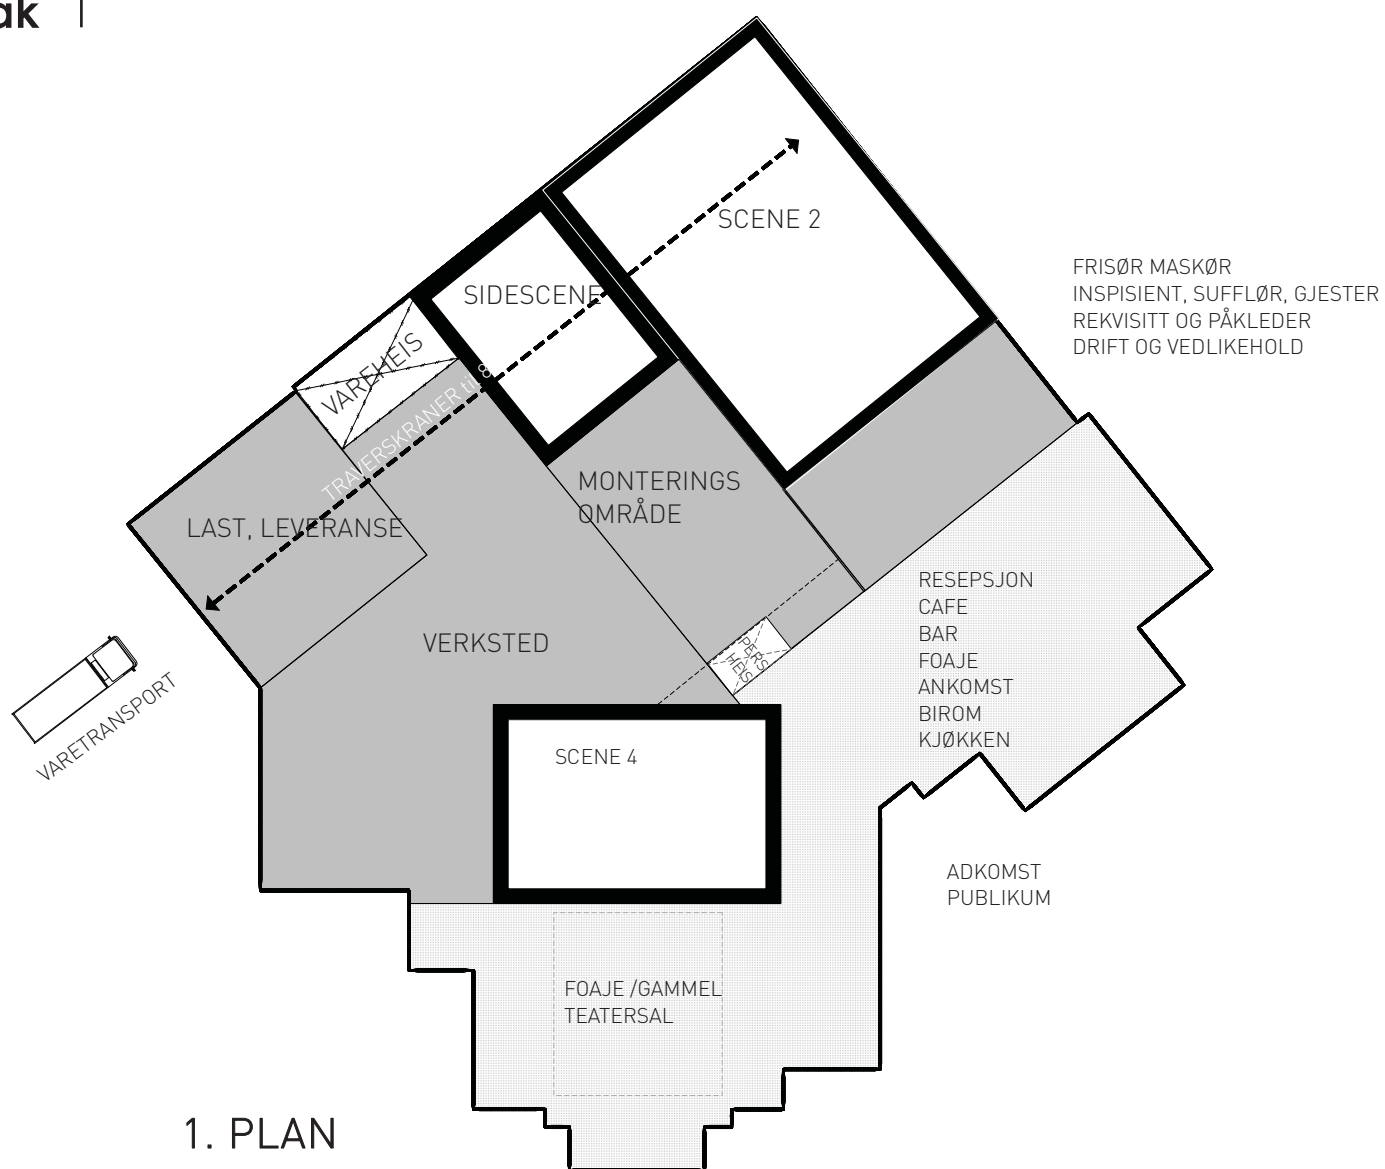 ak |
SCENE 2
SIDESCENE
VAREHEIS
TRAVERSKRANER til 8
FRISØR MASKØR
INSPISIENT, SUFFLØR, GJESTER
REKVISITT OG PÅKLEDER
DRIFT OG VEDLIKEHOLD
MONTERINGS
OMRÅDE
LAST, LEVERANSE
VERKSTED
PERS
HEIS
RESEPSJON
CAFE
BAR
FOAJE
ANKOMST
BIROM
KJØKKEN
VARETRANSPORT
SCENE 4
ADKOMST
PUBLIKUM
FOAJE /GAMMEL
TEATERSAL
1. PLAN